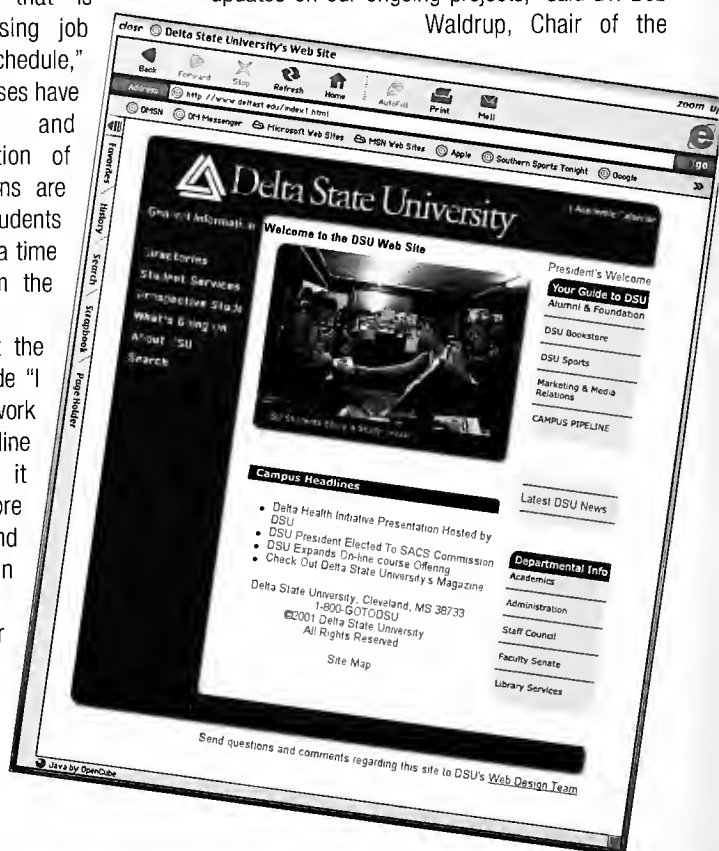 that is
sing job
chedule,"
ses have
and
tion of
ns are
udents
a time
n the
t the
de "I
work
line
it
ore
nd
n
r
updates on our ongoing projects," said Dr. Bob
Waldrup, Chair of the
close Delta State University's Web Site zoom up
Back Forward Stop Refresh Home AutoFill Print Mail
Address http://www.deltast.edu/index1.html go
OMSN OM Messenger Microsoft Web Sites MSN Web Sites Apple Southern Sports Tonight Google
Favorites
History
Search
Scrapbook
Page Holder
Delta State University
General Information
Directories
Student Services
Prospective Stude
What's Going On
About DSU
Search
Welcome to the DSU Web Site
President's Welcome
Your Guide to DSU
Alumni & Foundation
DSU Bookstore
DSU Sports
Marketing & Media
Relations
CAMPUS PIPELINE
Latest DSU News
Campus Headlines
• Delta Health Initiative Presentation Hosted by
DSU
• DSU President Elected To SACS Commission
• DSU Expands On-line course Offering
• Check Out Delta State University's Magazine
Delta State University, Cleveland, MS 38733
1-800-GOTODSU
©2001 Delta State University
All Rights Reserved
Site Map
Departmental Info
Academics
Administration
Staff Council
Faculty Senate
Library Services
Send questions and comments regarding this site to DSU's Web Design Team
Java by OpenCube